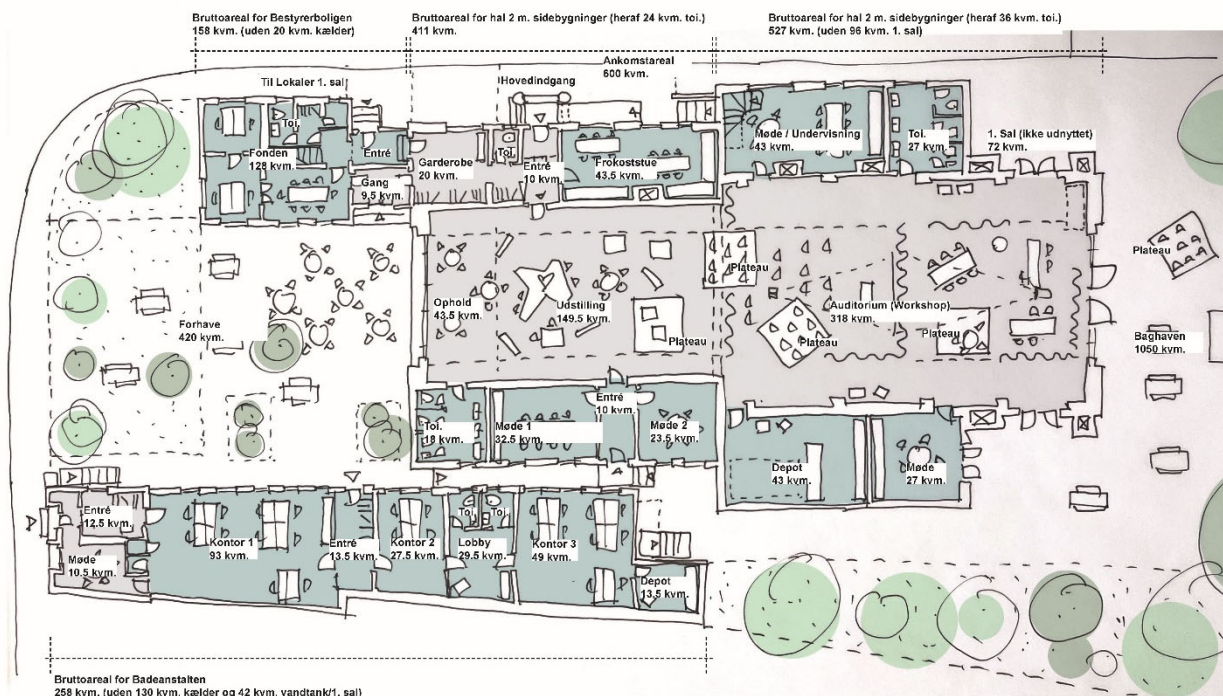 Bruttoareal for Bestyrerboligen
158 kvm. (uden 20 kvm. kælder)
Bruttoareal for hal 2 m. sidebygninger (heraf 24 kvm. toi.)
411 kvm.
Bruttoareal for hal 2 m. sidebygninger (heraf 36 kvm. toi.)
527 kvm. (uden 96 kvm. 1. sal)
Ankomstareal
600 kvm.
Til Lokaler 1. sal
Hovedindgang
Toi.
Fonden
128 kvm.
Entré
Gang
9.5 kvm.
Garderobe
20 kvm.
Toi.
Entré
10 kvm.
Frokoststue
43.5 kvm.
Møde / Undervisning
43 kvm.
Toi.
27 kvm.
1. Sal (ikke udnyttet)
72 kvm.
Forhave
420 kvm.
Ophold
43.5 kvm.
Udstilling
149.5 kvm.
Plateau
Plateau
Auditorium (Workshop)
318 kvm.
Plateau
Plateau
Plateau
Baghaven
1050 kvm.
Toi.
18 kvm.
Møde 1
32.5 kvm.
Entré
10 kvm.
Møde 2
23.5 kvm.
Depot
43 kvm.
Møde
27 kvm.
Entré
12.5 kvm.
Møde
10.5 kvm.
Kontor 1
93 kvm.
Entré
13.5 kvm.
Kontor 2
27.5 kvm.
Toi.
Toi.
Lobby
29.5 kvm.
Kontor 3
49 kvm.
Depot
13.5 kvm.
Bruttoareal for Badeanstalten
258 kvm. (uden 130 kvm. kælder og 42 kvm. vandtank/1. sal)